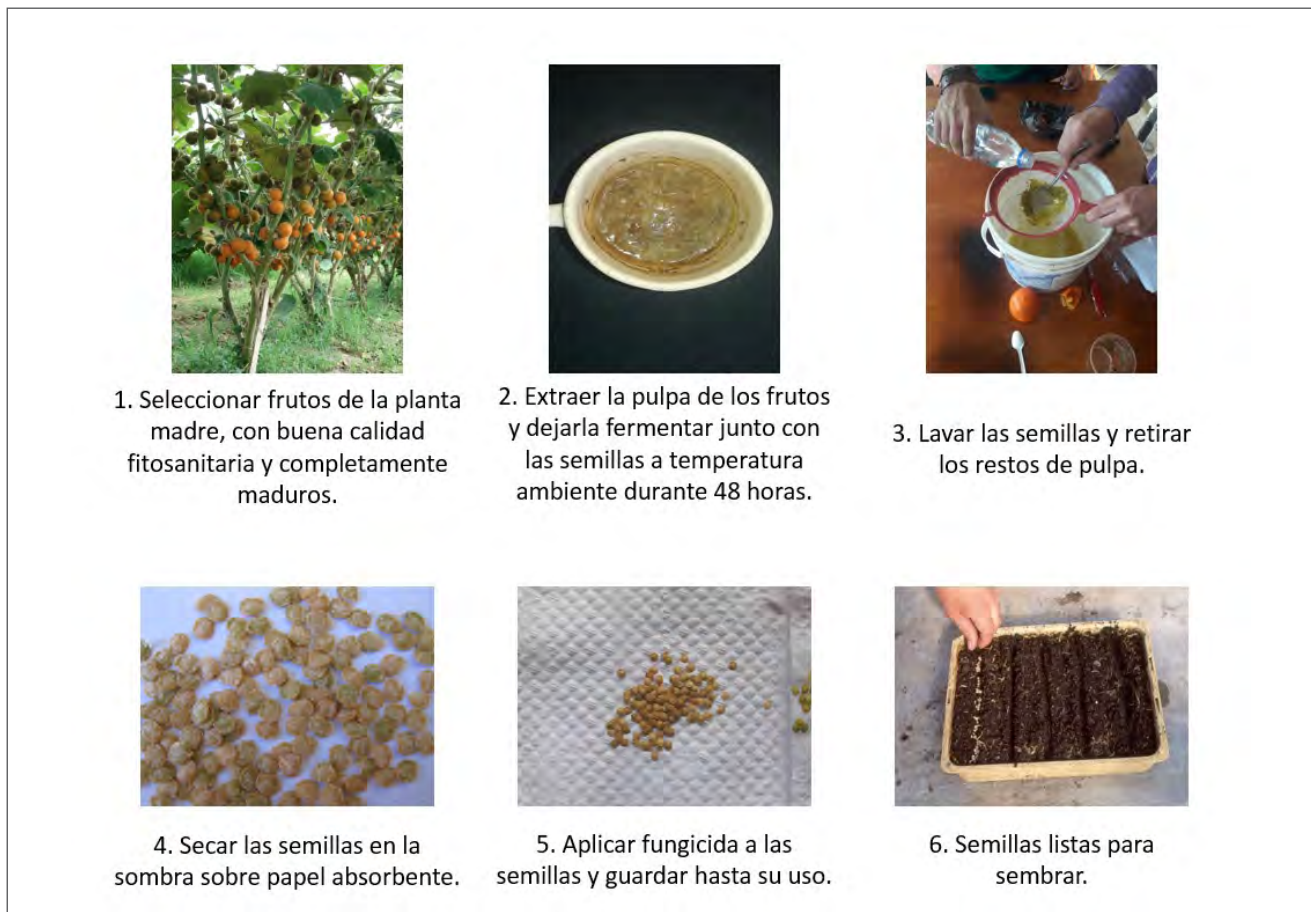 1. Seleccionar frutos de la planta
madre, con buena calidad
fitosanitaria y completamente
maduros.
2. Extraer la pulpa de los frutos
y dejarla fermentar junto con
las semillas a temperatura
ambiente durante 48 horas.
3. Lavar las semillas y retirar
los restos de pulpa.
4. Secar las semillas en la
sombra sobre papel absorbente.
5. Aplicar fungicida a las
semillas y guardar hasta su uso.
6. Semillas listas para
sembrar.